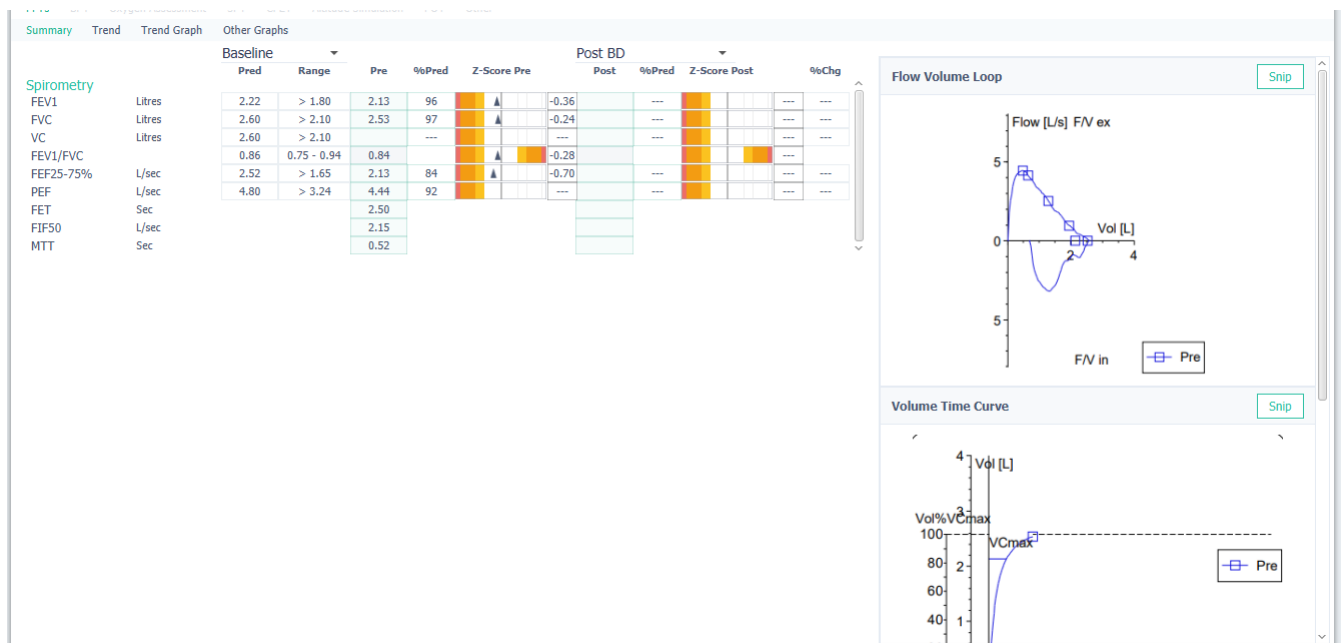 Summary Trend Trend Graph Other Graphs
Baseline Post BD
Pred Range Pre %Pred Z-Score Pre Post %Pred Z-Score Post %Chg
Spirometry
FEV1 Litres 2.22 > 1.80 2.13 96 -0.36 --- --- ---
FVC Litres 2.60 > 2.10 2.53 97 -0.24 --- --- ---
VC Litres 2.60 > 2.10 --- --- --- --- ---
FEV1/FVC 0.86 0.75 - 0.94 0.84 -0.28 ---
FEF25-75% L/sec 2.52 > 1.65 2.13 84 -0.70 --- --- ---
PEF L/sec 4.80 > 3.24 4.44 92 --- --- --- ---
FET Sec 2.50
FIF50 L/sec 2.15
MTT Sec 0.52
Flow Volume Loop Snip
Flow [L/s] F/V ex
5
Vol [L]
0
2 4
5
F/V in Pre
Volume Time Curve Snip
4 Vol [L]
3
Vol%VCmax
100
VCmax
80 2 Pre
60
40 1